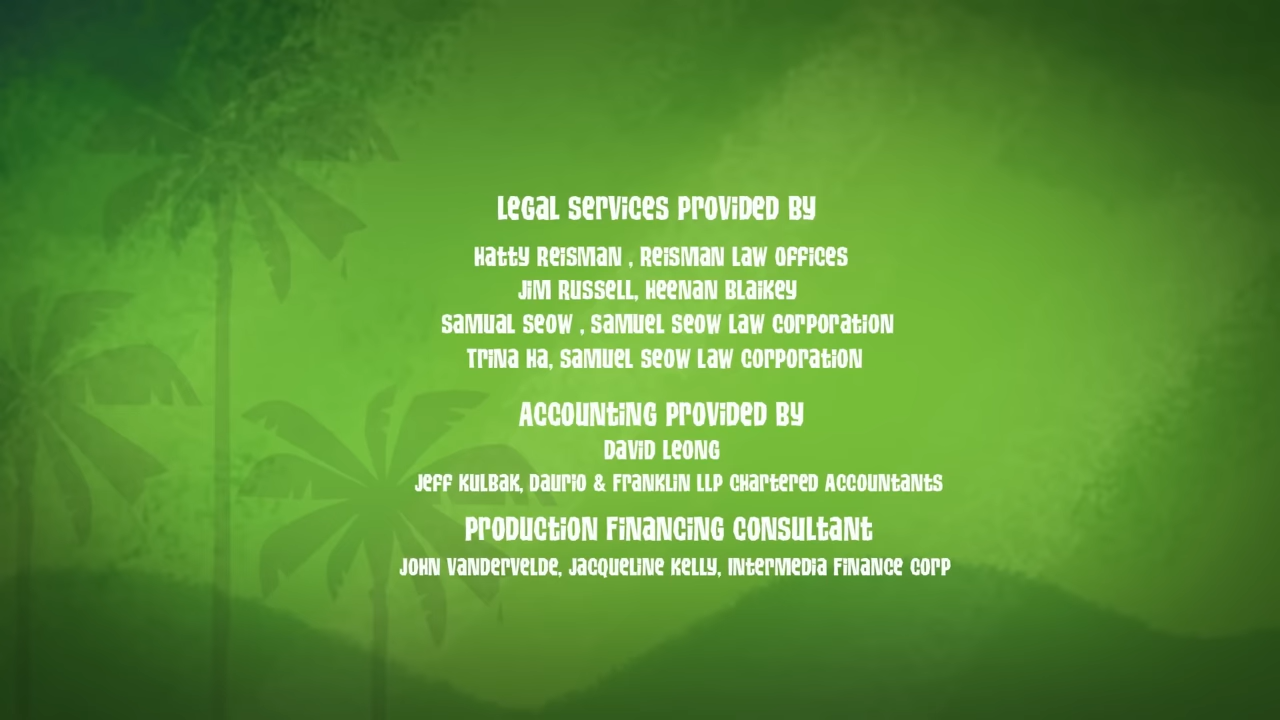 Legal Services Provided By
Hatty Reisman , Reisman Law Offices
Jim Russell, Heenan Blaikey
Samual Seow , Samuel Seow Law Corporation
Trina Ha, Samuel Seow Law Corporation
Accounting Provided By
David Leong
Jeff Kulbak, Daurio & Franklin LLP Chartered Accountants
Production Financing Consultant
John Vandervelde, Jacqueline Kelly, Intermedia Finance Corp